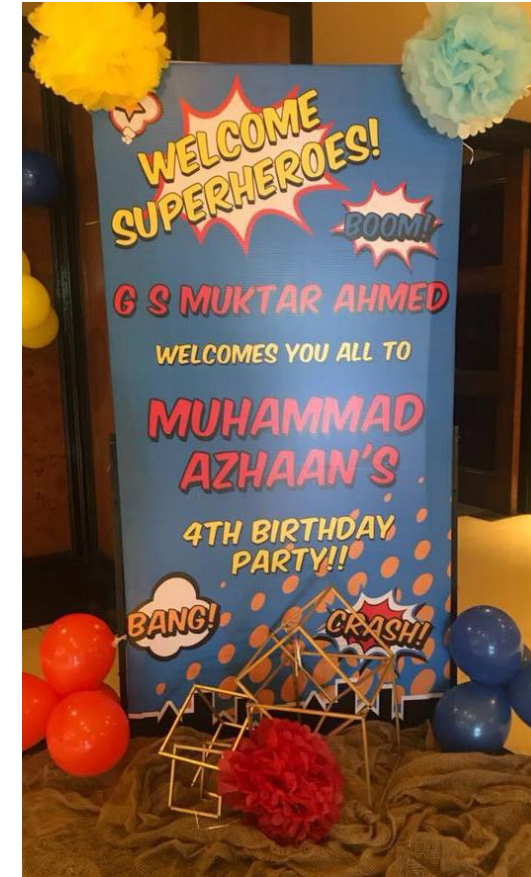 WELCOME
SUPERHEROES!
BOOM!
G S MUKTAR AHMED
WELCOMES YOU ALL TO
MUHAMMAD
AZHAAN'S
4TH BIRTHDAY
PARTY!!
BANG!
CRASH!